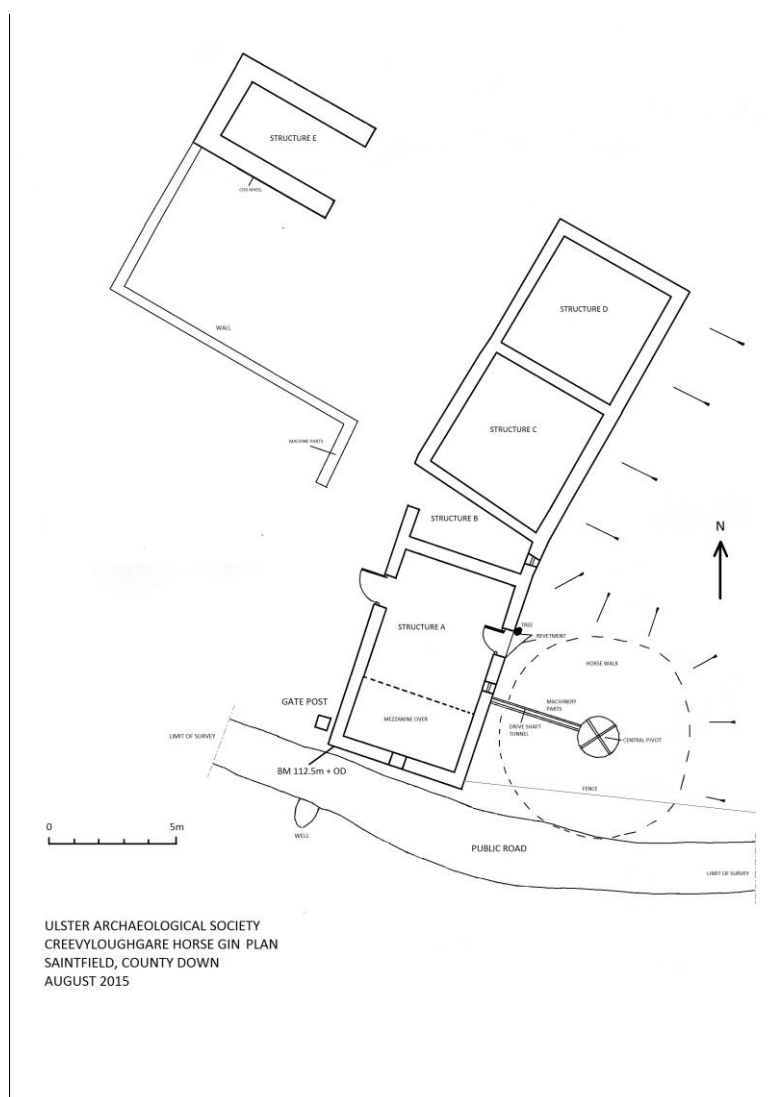 STRUCTURE E
COG WHEEL
STRUCTURE D
WALL
STRUCTURE C
MACHINE PARTS
STRUCTURE B
N
STRUCTURE A
TREE
REVETMENT
HORSE WALK
GATE POST
MACHINERY
PARTS
MEZZANINE OVER
DRIVE SHAFT
TUNNEL
CENTRAL PIVOT
LIMIT OF SURVEY
BM 112.5m + OD
FENCE
0 5m
WELL
PUBLIC ROAD
LIMIT OF SURVEY
ULSTER ARCHAEOLOGICAL SOCIETY
CREEVYLOUGHGARE HORSE GIN PLAN
SAINTFIELD, COUNTY DOWN
AUGUST 2015